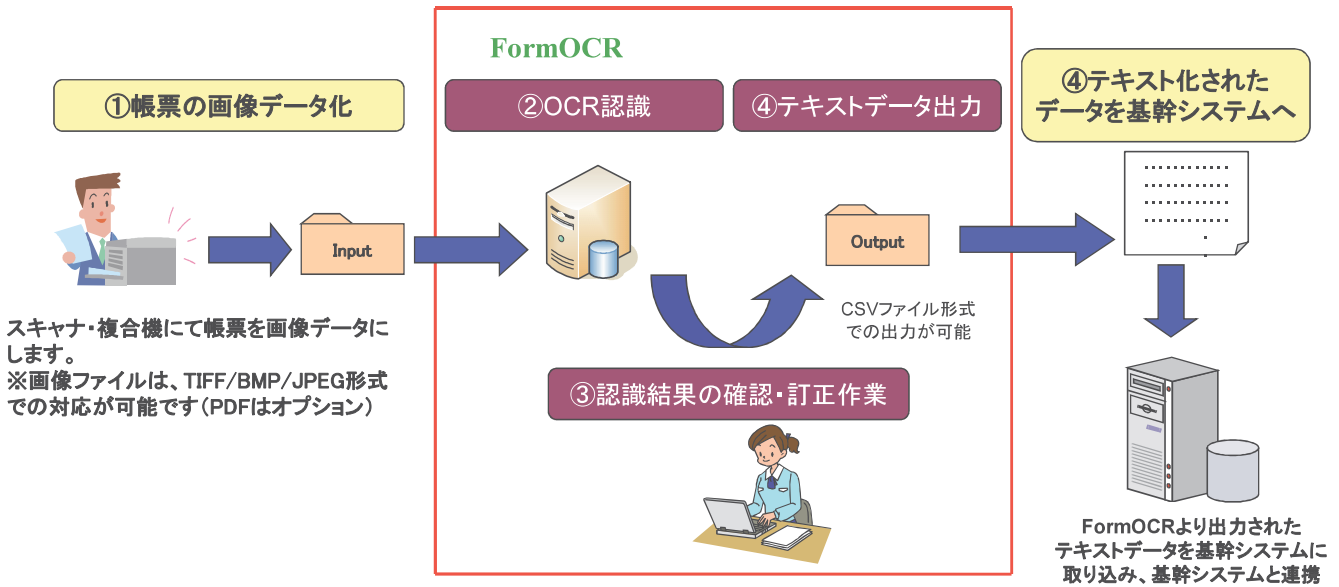 FormOCR
①帳票の画像データ化
②OCR認識
④テキストデータ出力
④テキスト化された
データを基幹システムへ
Input
Output
スキャナ・複合機にて帳票を画像データに
します。
※画像ファイルは、TIFF/BMP/JPEG形式
での対応が可能です(PDFはオプション)
CSVファイル形式
での出力が可能
③認識結果の確認・訂正作業
FormOCRより出力された
テキストデータを基幹システムに
取り込み、基幹システムと連携